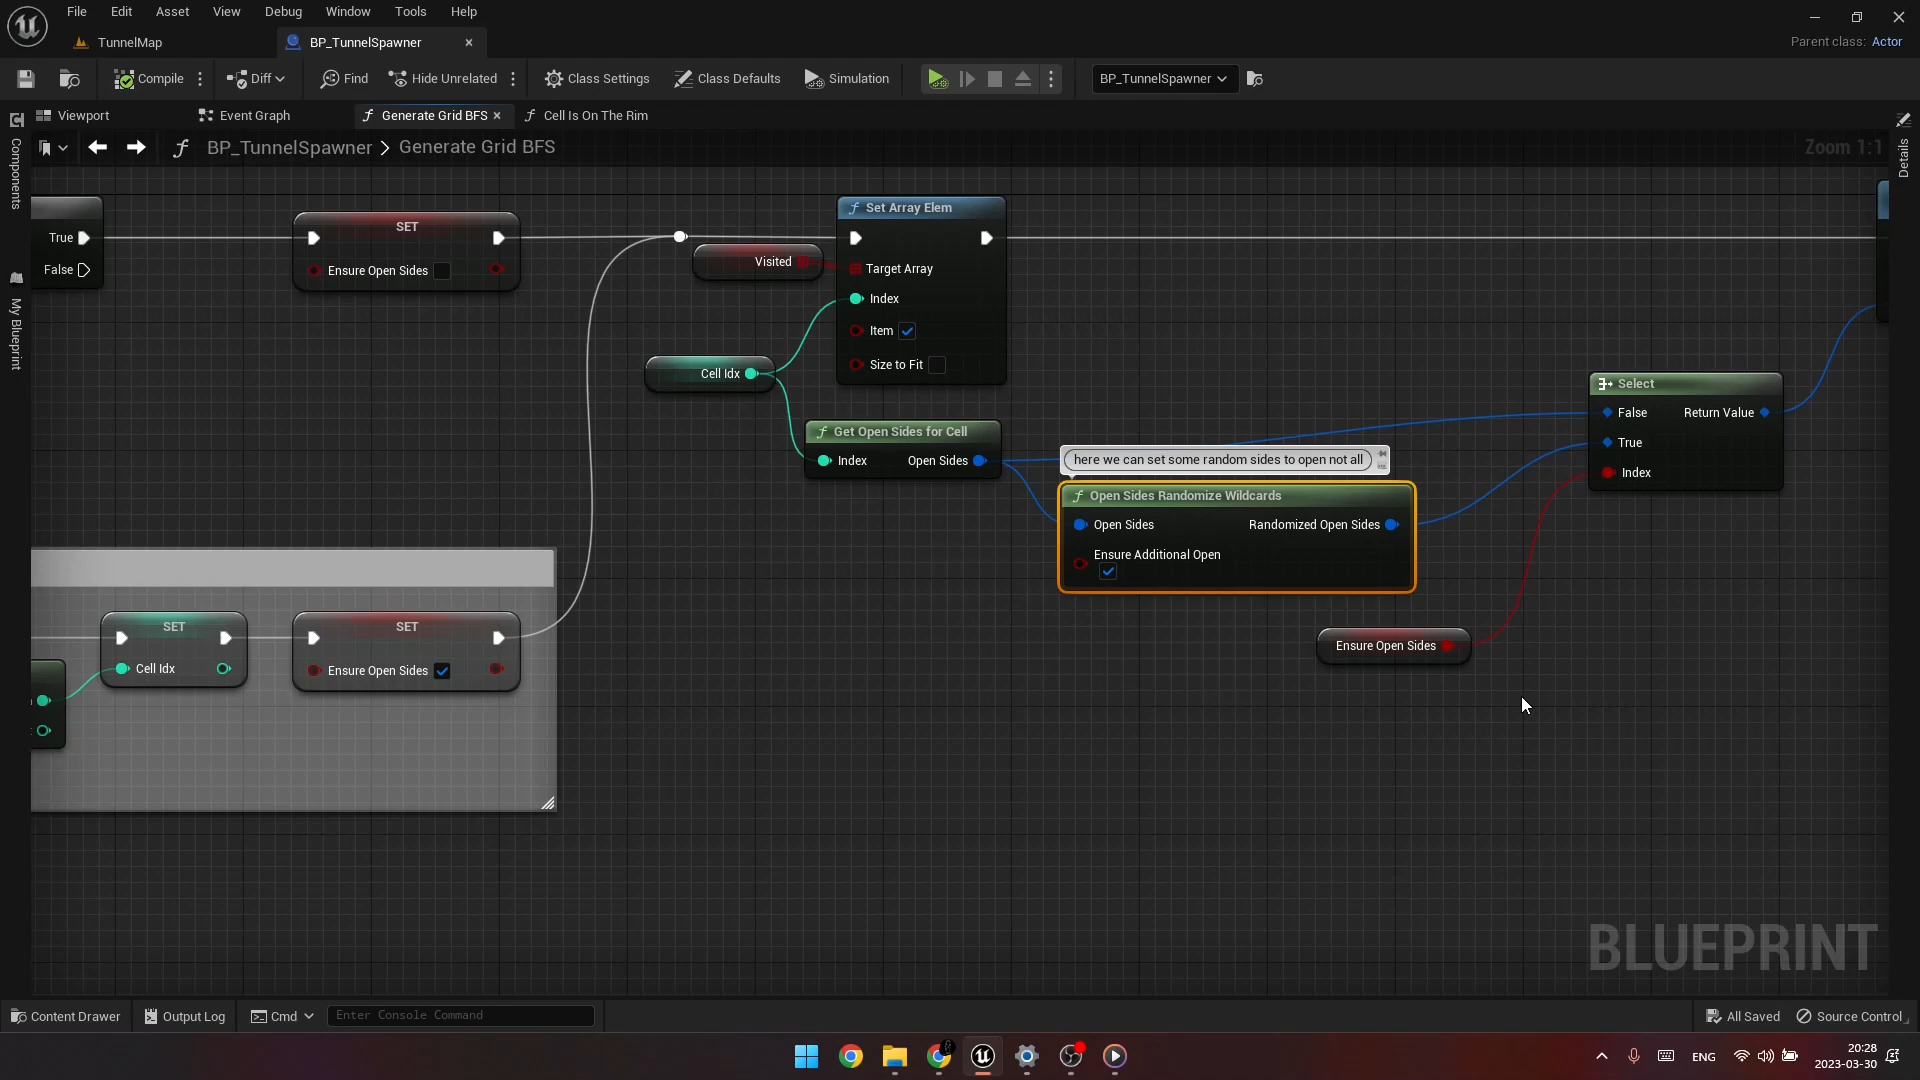 File Edit Asset View Debug Window Tools Help
TunnelMap BP_TunnelSpawner
Parent class: Actor
Compile Diff Find Hide Unrelated Class Settings Class Defaults Simulation BP_TunnelSpawner
Viewport Event Graph Generate Grid BFS Cell Is On The Rim
BP_TunnelSpawner > Generate Grid BFS
Zoom 1:1
Components
My Blueprint
Details
True
False
SET
Ensure Open Sides
Visited
Set Array Elem
Target Array
Index
Item
Size to Fit
Cell Idx
Get Open Sides for Cell
Index Open Sides
here we can set some random sides to open not all
Open Sides Randomize Wildcards
Open Sides Randomized Open Sides
Ensure Additional Open
Select
False Return Value
True
Index
Ensure Open Sides
SET
Cell Idx
SET
Ensure Open Sides
BLUEPRINT
Content Drawer Output Log Cmd Enter Console Command
All Saved Source Control
ENG
20:28
2023-03-30